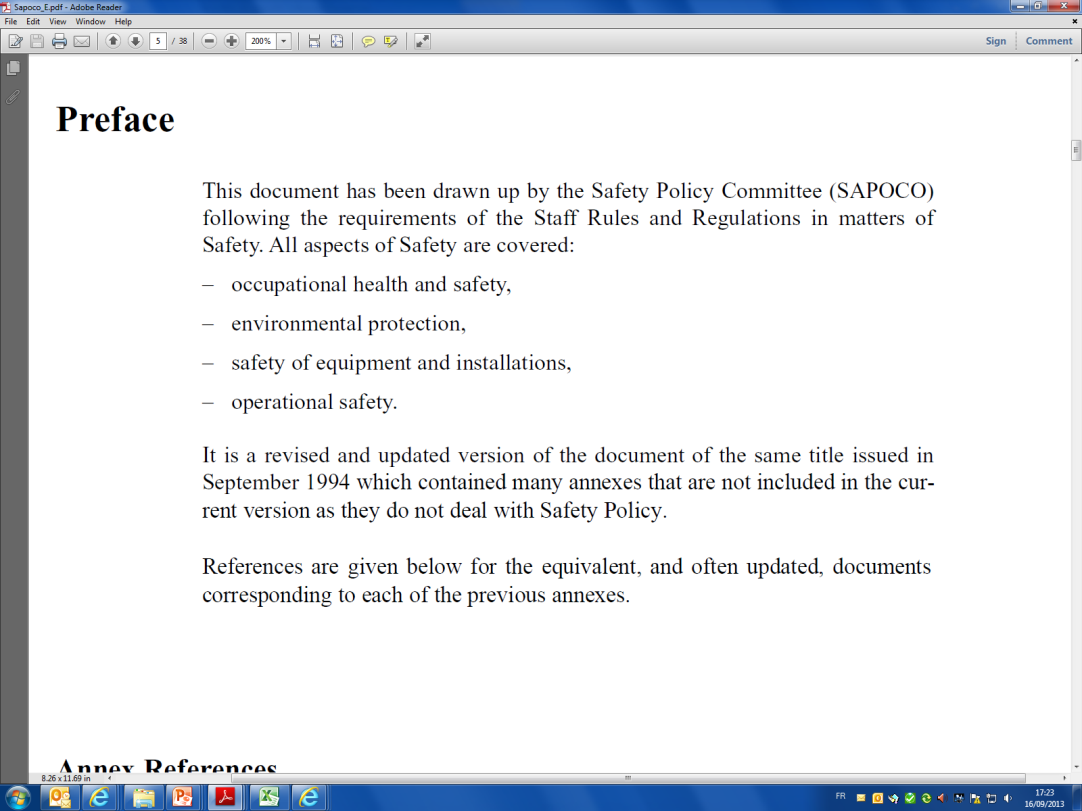 Sapoco_E.pdf - Adobe Reader
File Edit View Window Help
5 / 38 200% Sign Comment
Preface
This document has been drawn up by the Safety Policy Committee (SAPOCO)
following the requirements of the Staff Rules and Regulations in matters of
Safety. All aspects of Safety are covered:
– occupational health and safety,
– environmental protection,
– safety of equipment and installations,
– operational safety.
It is a revised and updated version of the document of the same title issued in
September 1994 which contained many annexes that are not included in the cur-
rent version as they do not deal with Safety Policy.
References are given below for the equivalent, and often updated, documents
corresponding to each of the previous annexes.
Annex References
8.26 x 11.69 in
FR 17:23
16/09/2013